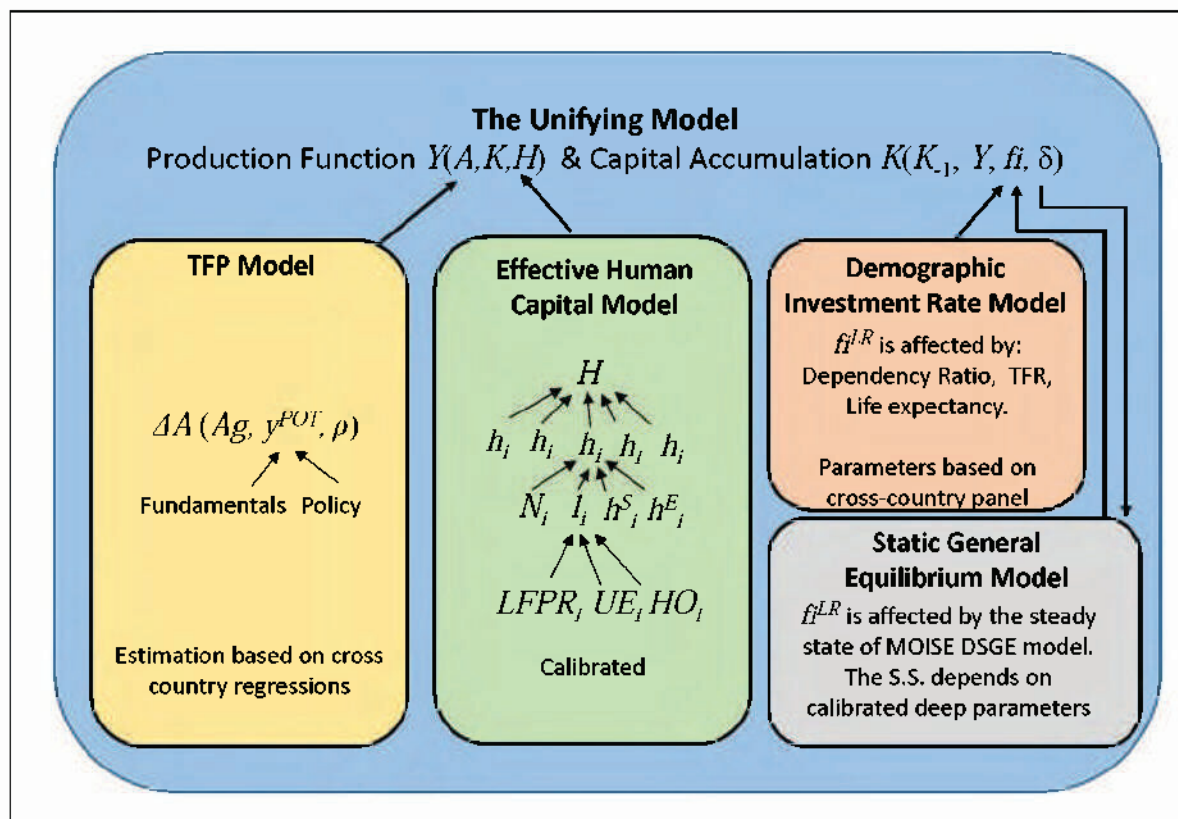 The Unifying Model
Production Function Y(A,K,H) & Capital Accumulation K(K₋₁, Y, fi, δ)
TFP Model
ΔA (Ag, y^POT, ρ)
Fundamentals Policy
Estimation based on cross
country regressions
Effective Human
Capital Model
H
h_i h_i h_i h_i h_i
N_i l_i h^S_i h^E_i
LFPR_i UE_i HO_i
Calibrated
Demographic
Investment Rate Model
fi^LR is affected by:
Dependency Ratio, TFR,
Life expectancy.
Parameters based on
cross-country panel
Static General
Equilibrium Model
fi^LR is affected by the steady
state of MOISE DSGE model.
The S.S. depends on
calibrated deep parameters